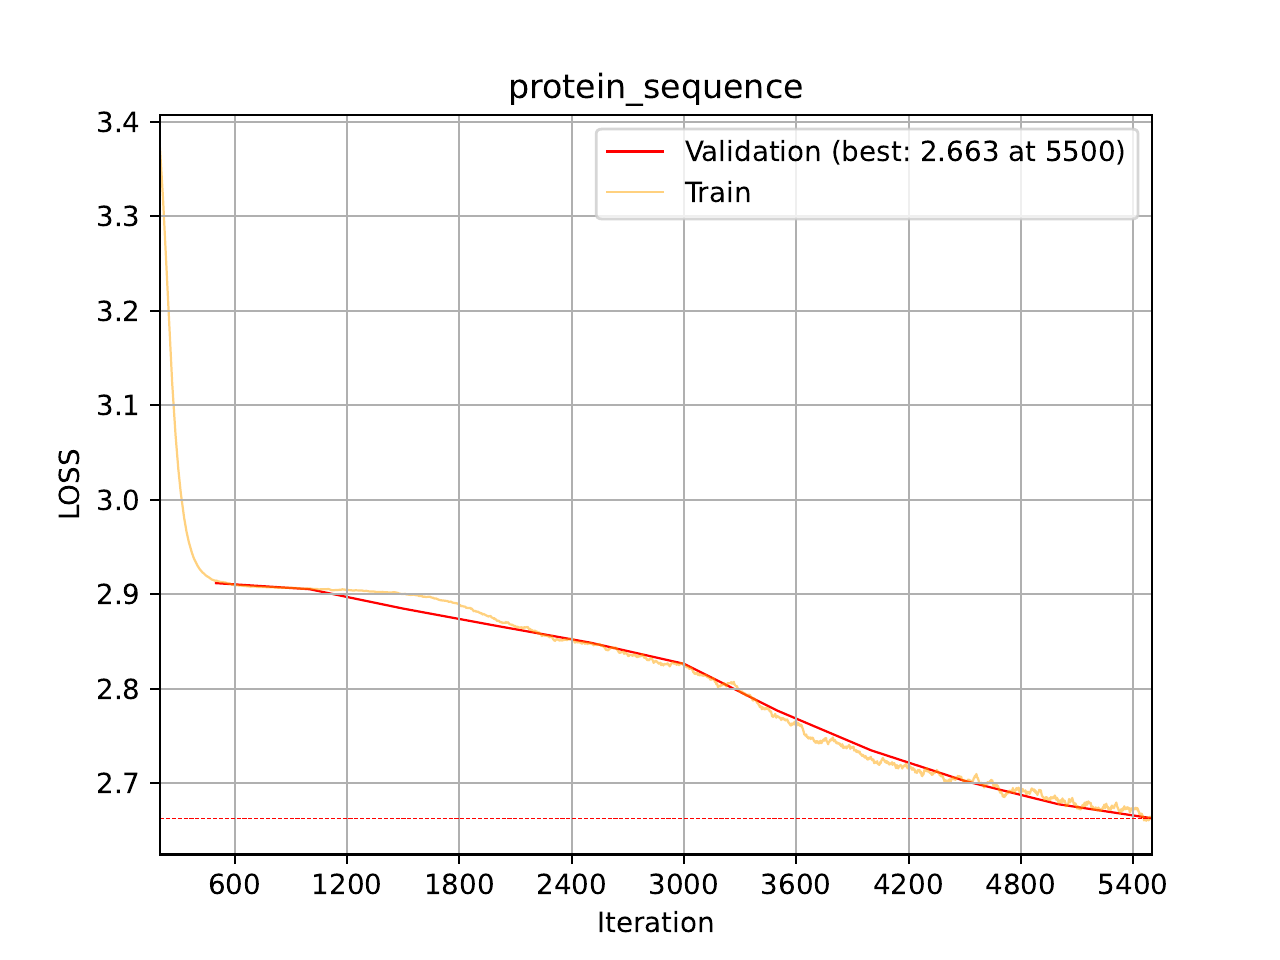 protein_sequence
Validation (best: 2.663 at 5500)
Train
3.4
3.3
3.2
3.1
3.0
2.9
2.8
2.7
LOSS
600 1200 1800 2400 3000 3600 4200 4800 5400
Iteration